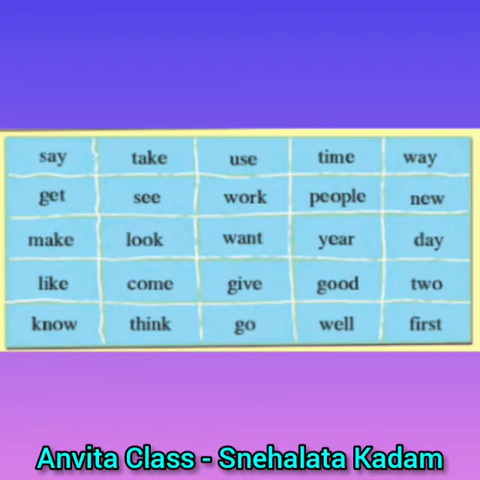 say take use time way
get see work people new
make look want year day
like come give good two
know think go well first
Anvita Class - Snehalata Kadam